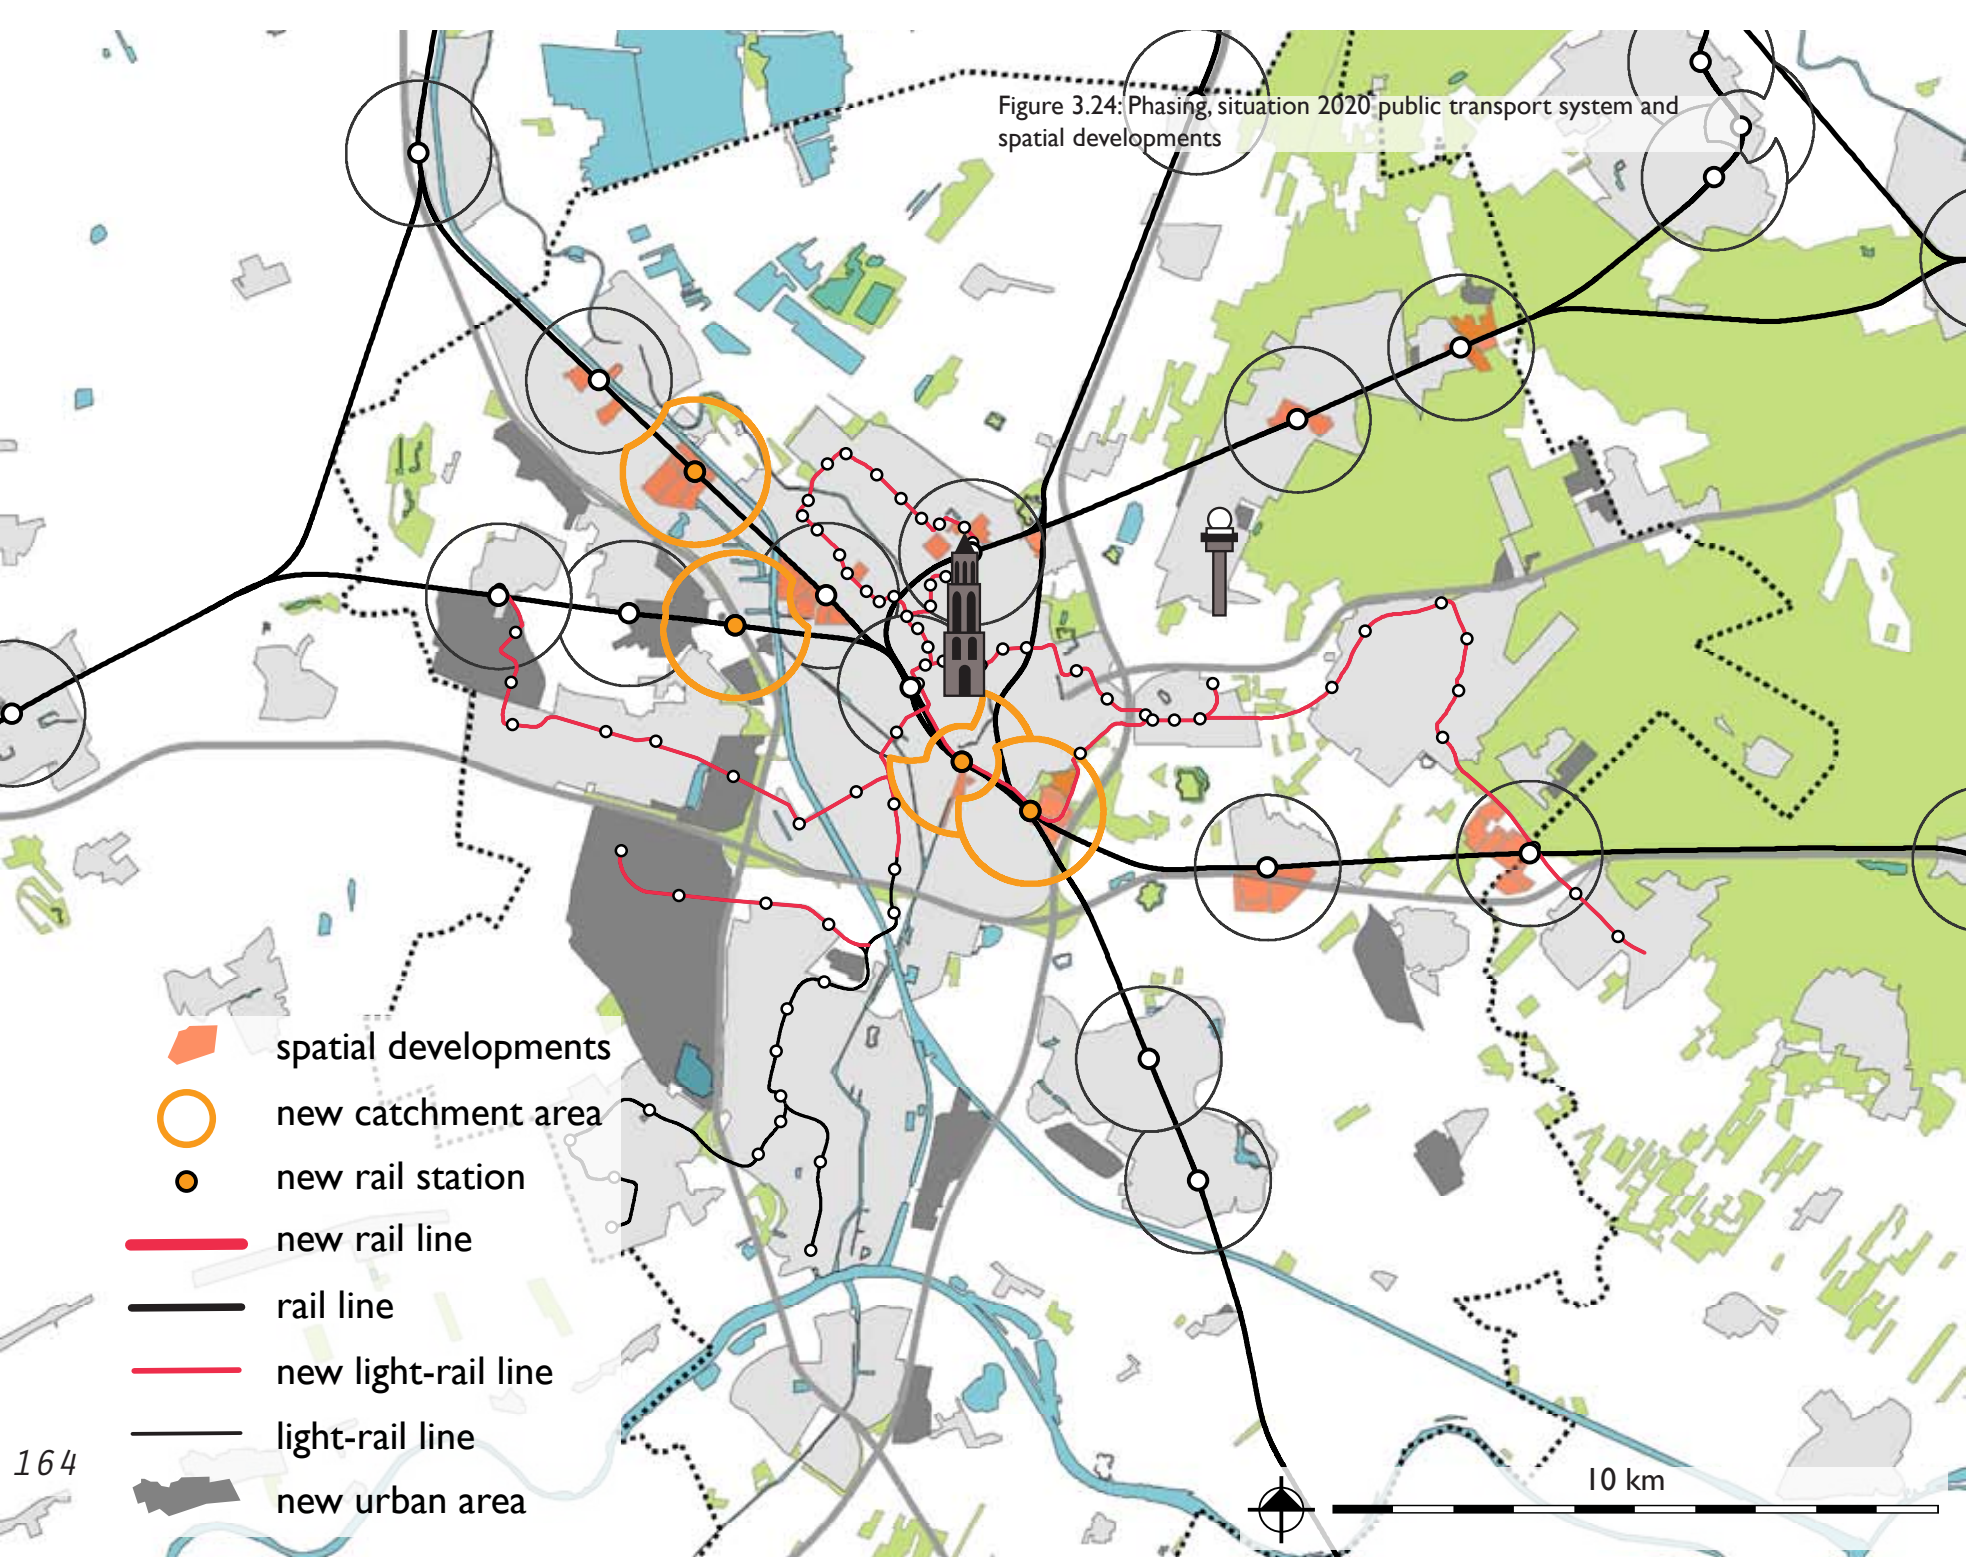 Figure 3.24: Phasing, situation 2020 public transport system and
spatial developments
spatial developments
new catchment area
new rail station
new rail line
rail line
new light-rail line
light-rail line
new urban area
164
10 km